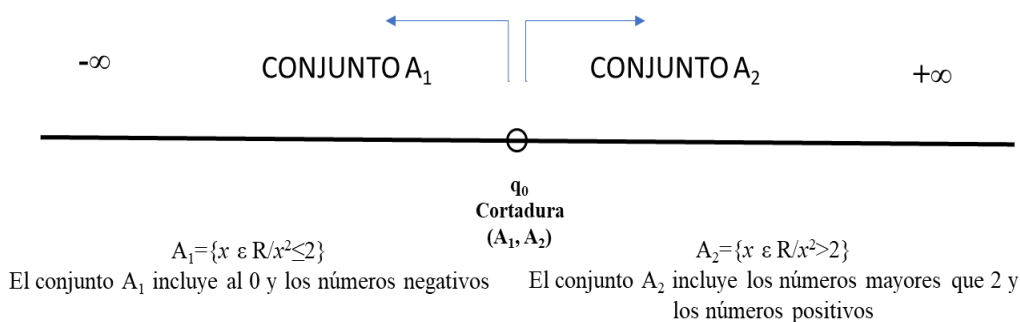 -∞
CONJUNTO A₁
CONJUNTO A₂
+∞
q₀
Cortadura
(A₁, A₂)
A₁={x ε R/x²≤2}
El conjunto A₁ incluye al 0 y los números negativos
A₂={x ε R/x²>2}
El conjunto A₂ incluye los números mayores que 2 y
los números positivos